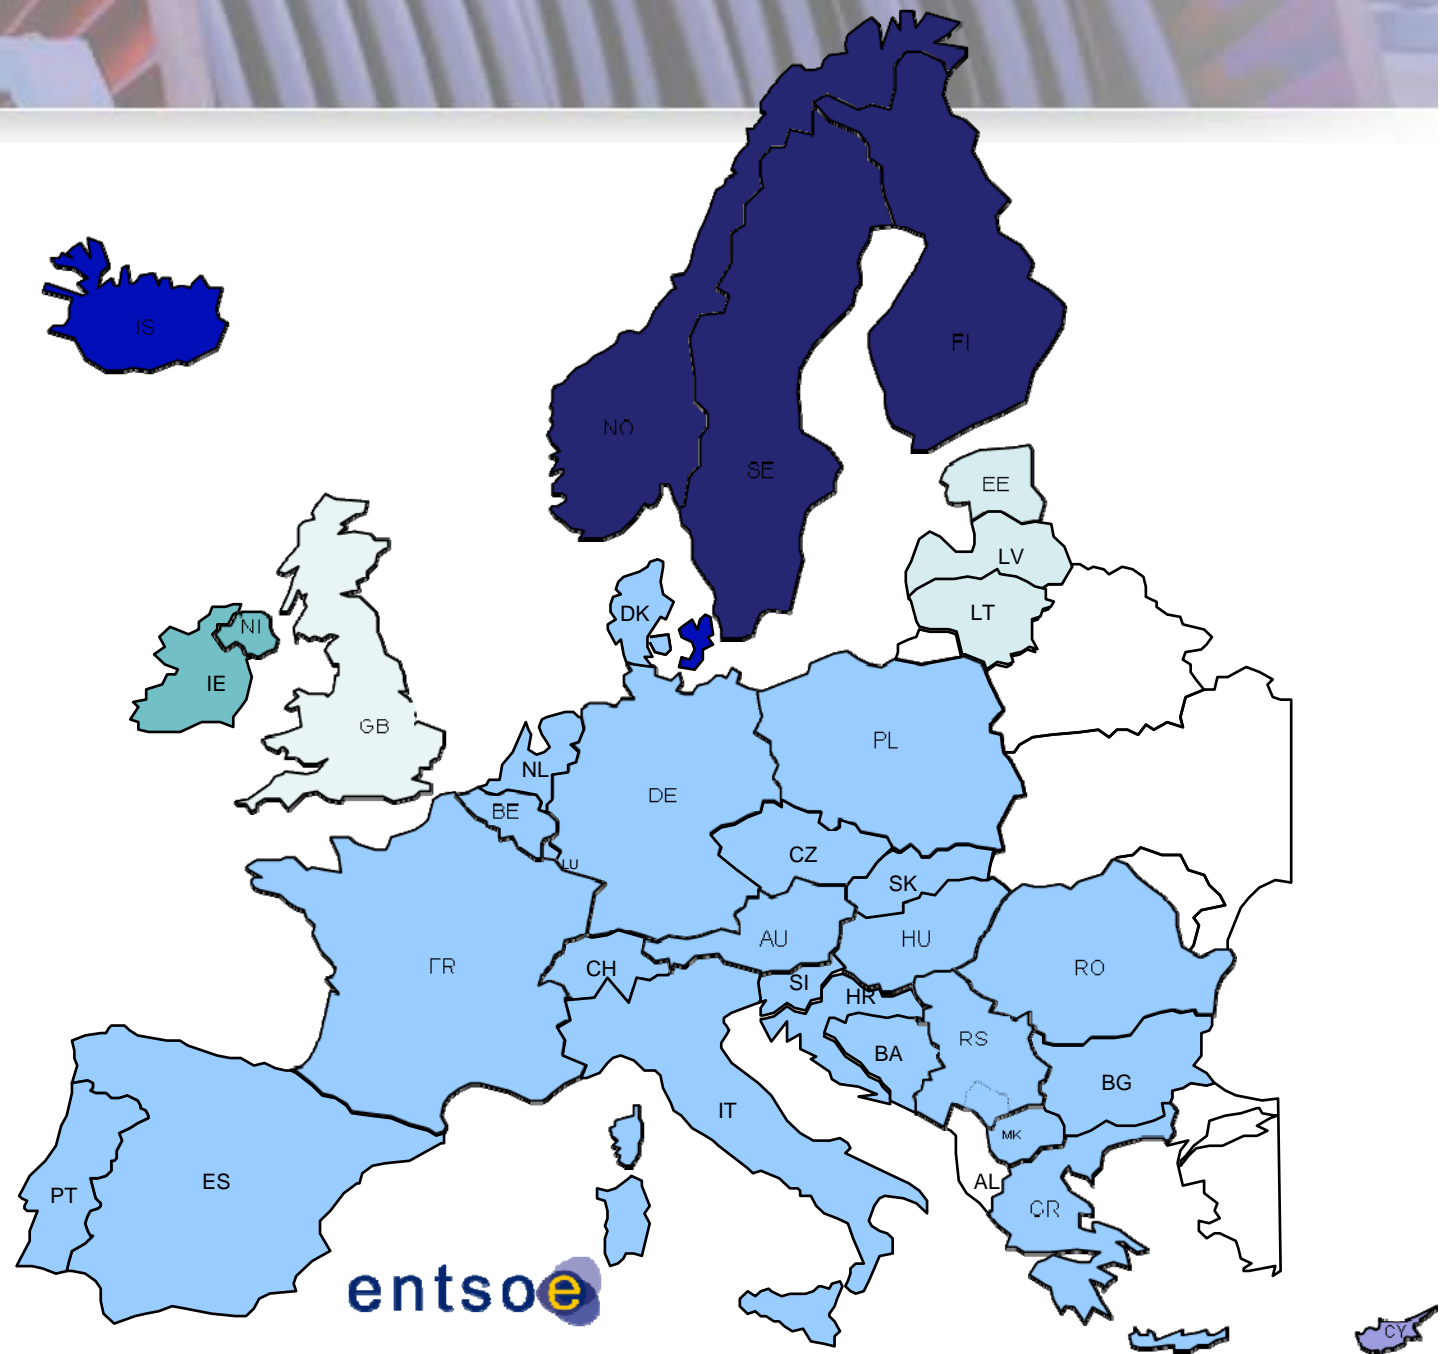 IS
FI
NO
SE
EE
LV
LT
DK
NI
IE
GB
PL
NL
DE
BE
CZ
LU
SK
AU
HU
FR
CH
RO
SI
HR
RS
BA
BG
IT
MK
AL
PT
ES
GR
entsoe
CY